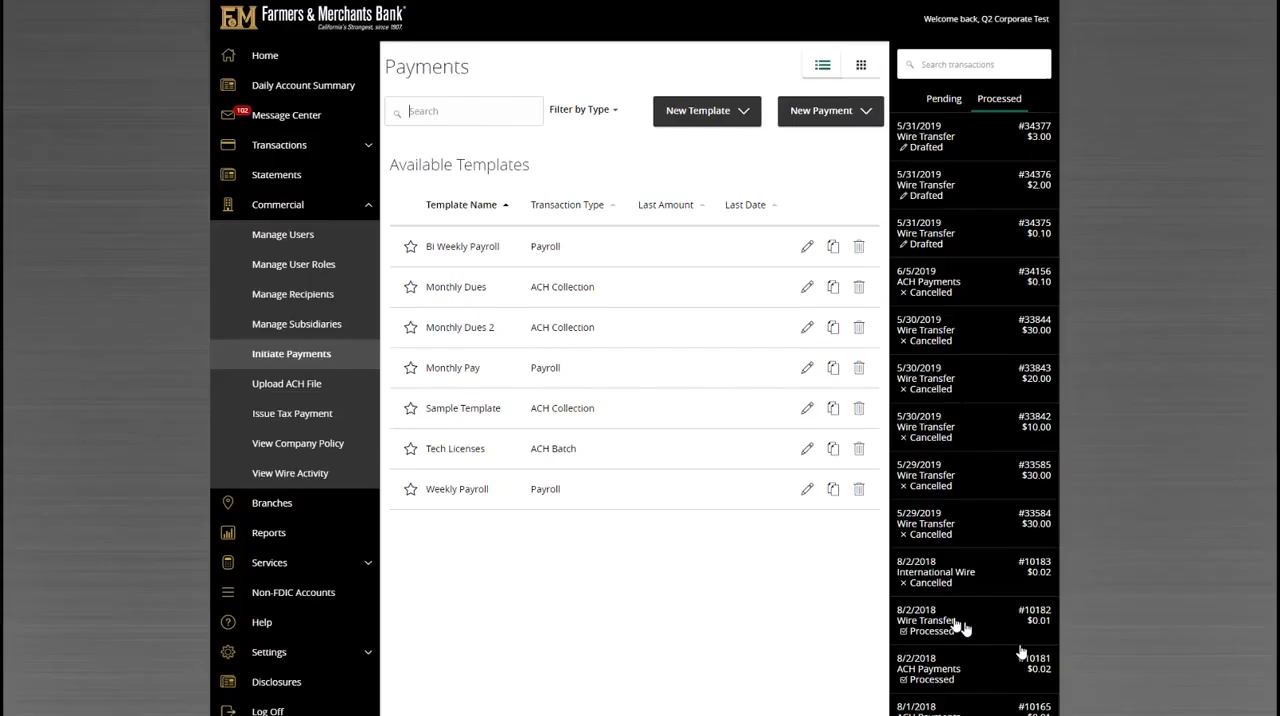 F&M Farmers & Merchants Bank®
California's Strongest, since 1907.
Welcome back, Q2 Corporate Test
Home
Daily Account Summary
102
Message Center
Transactions
Statements
Commercial
Manage Users
Manage User Roles
Manage Recipients
Manage Subsidiaries
Initiate Payments
Upload ACH File
Issue Tax Payment
View Company Policy
View Wire Activity
Branches
Reports
Services
Non-FDIC Accounts
Help
Settings
Disclosures
Log Off
Payments
Search
Filter by Type
New Template
New Payment
Available Templates
Template Name Transaction Type Last Amount Last Date
Bi Weekly Payroll Payroll
Monthly Dues ACH Collection
Monthly Dues 2 ACH Collection
Monthly Pay Payroll
Sample Template ACH Collection
Tech Licenses ACH Batch
Weekly Payroll Payroll
Search transactions
Pending Processed
5/31/2019 #34377
Wire Transfer $3.00
Drafted
5/31/2019 #34376
Wire Transfer $2.00
Drafted
5/31/2019 #34375
Wire Transfer $0.10
Drafted
6/5/2019 #34156
ACH Payments $0.10
Cancelled
5/30/2019 #33844
Wire Transfer $30.00
Cancelled
5/30/2019 #33843
Wire Transfer $20.00
Cancelled
5/30/2019 #33842
Wire Transfer $10.00
Cancelled
5/29/2019 #33585
Wire Transfer $30.00
Cancelled
5/29/2019 #33584
Wire Transfer $30.00
Cancelled
8/2/2018 #10183
International Wire $0.02
Cancelled
8/2/2018 #10182
Wire Transfer $0.01
Processed
8/2/2018 #10181
ACH Payments $0.02
Processed
8/1/2018 #10165